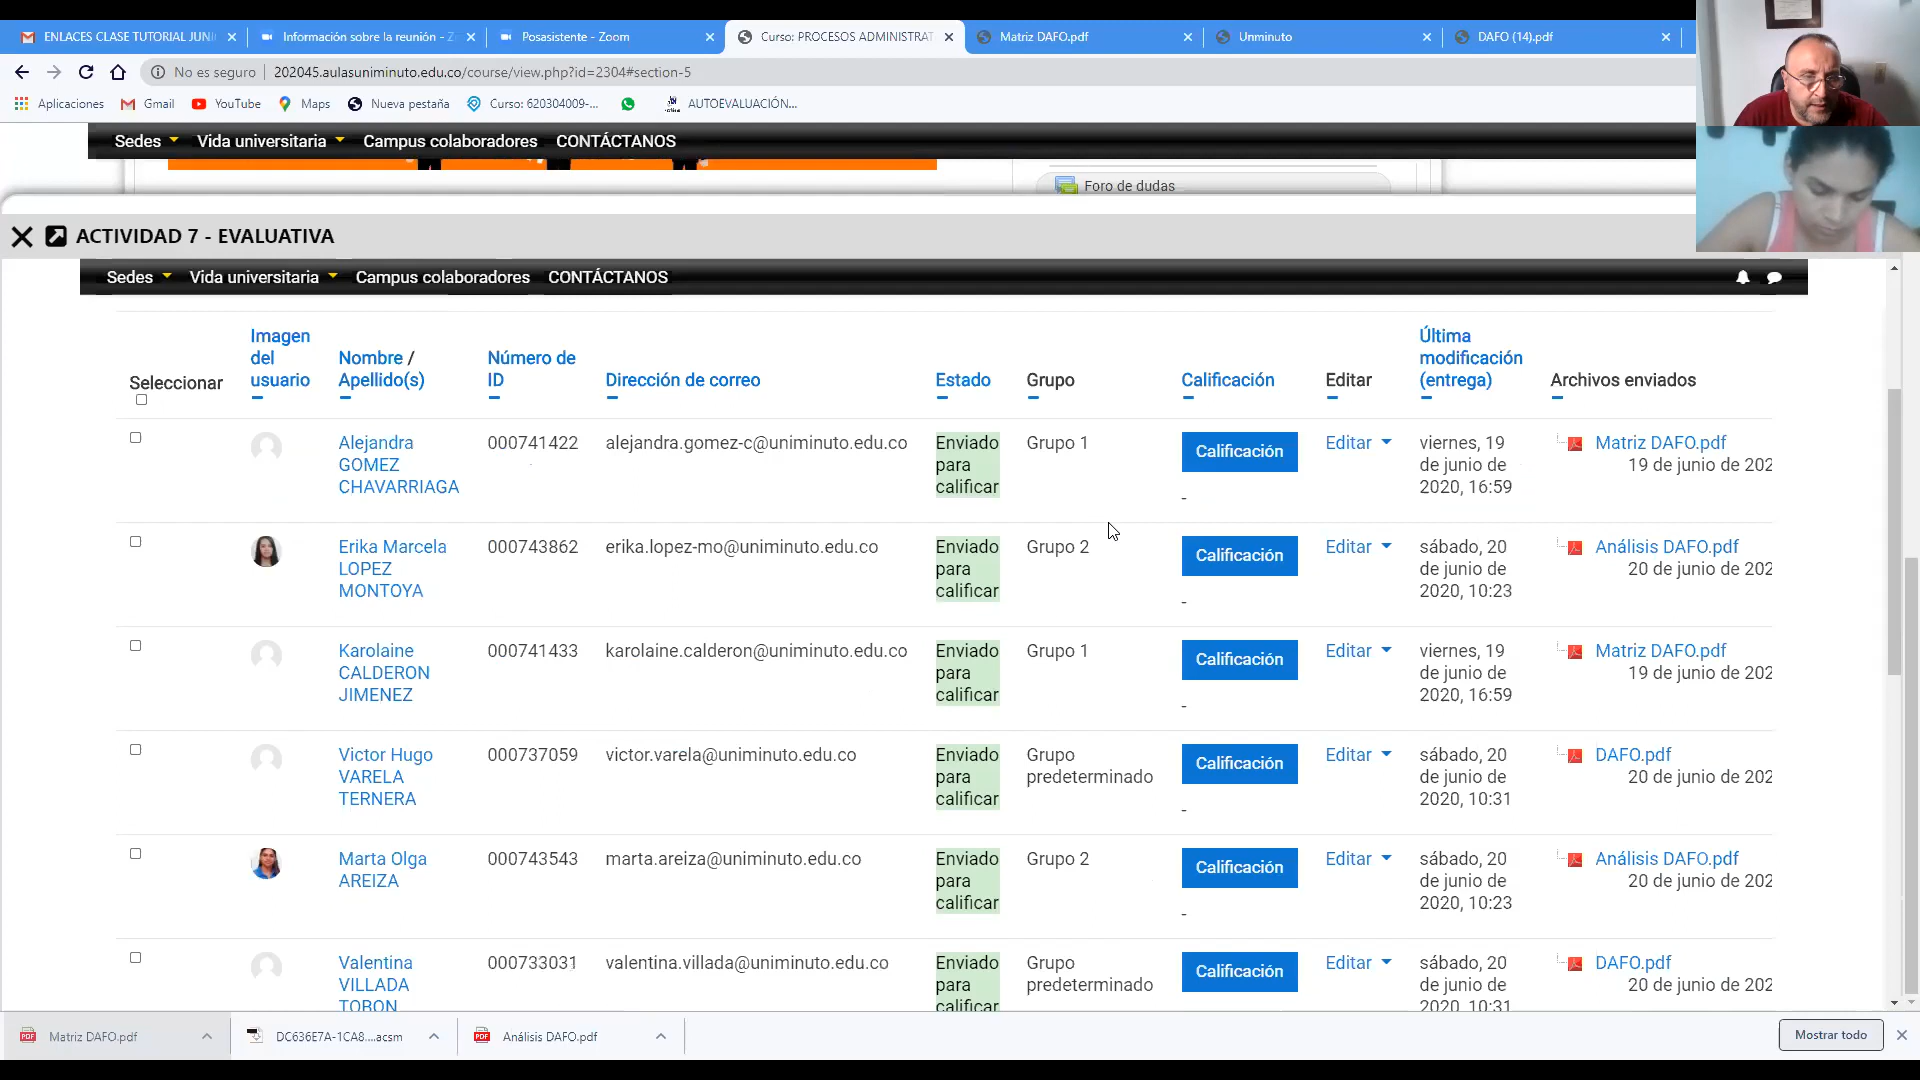 ENLACES CLASE TUTORIAL JUNI
Información sobre la reunión - Z
Posasistente - Zoom
Curso: PROCESOS ADMINISTRAT
Matriz DAFO.pdf
Unminuto
DAFO (14).pdf
No es seguro
202045.aulasuniminuto.edu.co/course/view.php?id=2304#section-5
Aplicaciones
Gmail
YouTube
Maps
Nueva pestaña
Curso: 620304009-...
AUTOEVALUACIÓN...
Sedes
Vida universitaria
Campus colaboradores
CONTÁCTANOS
Foro de dudas
ACTIVIDAD 7 - EVALUATIVA
Sedes
Vida universitaria
Campus colaboradores
CONTÁCTANOS
Seleccionar
Imagen
del
usuario
Nombre /
Apellido(s)
Número de
ID
Dirección de correo
Estado
Grupo
Calificación
Editar
Última
modificación
(entrega)
Archivos enviados
Alejandra
GOMEZ
CHAVARRIAGA
000741422
alejandra.gomez-c@uniminuto.edu.co
Enviado
para
calificar
Grupo 1
Calificación
-
Editar
viernes, 19
de junio de
2020, 16:59
Matriz DAFO.pdf
19 de junio de 202
Erika Marcela
LOPEZ
MONTOYA
000743862
erika.lopez-mo@uniminuto.edu.co
Enviado
para
calificar
Grupo 2
Calificación
-
Editar
sábado, 20
de junio de
2020, 10:23
Análisis DAFO.pdf
20 de junio de 202
Karolaine
CALDERON
JIMENEZ
000741433
karolaine.calderon@uniminuto.edu.co
Enviado
para
calificar
Grupo 1
Calificación
-
Editar
viernes, 19
de junio de
2020, 16:59
Matriz DAFO.pdf
19 de junio de 202
Victor Hugo
VARELA
TERNERA
000737059
victor.varela@uniminuto.edu.co
Enviado
para
calificar
Grupo
predeterminado
Calificación
-
Editar
sábado, 20
de junio de
2020, 10:31
DAFO.pdf
20 de junio de 202
Marta Olga
AREIZA
000743543
marta.areiza@uniminuto.edu.co
Enviado
para
calificar
Grupo 2
Calificación
-
Editar
sábado, 20
de junio de
2020, 10:23
Análisis DAFO.pdf
20 de junio de 202
Valentina
VILLADA
TOBON
000733031
valentina.villada@uniminuto.edu.co
Enviado
para
calificar
Grupo
predeterminado
Calificación
Editar
sábado, 20
de junio de
2020, 10:31
DAFO.pdf
20 de junio de 202
Matriz DAFO.pdf
DC636E7A-1CA8....acsm
Análisis DAFO.pdf
Mostrar todo